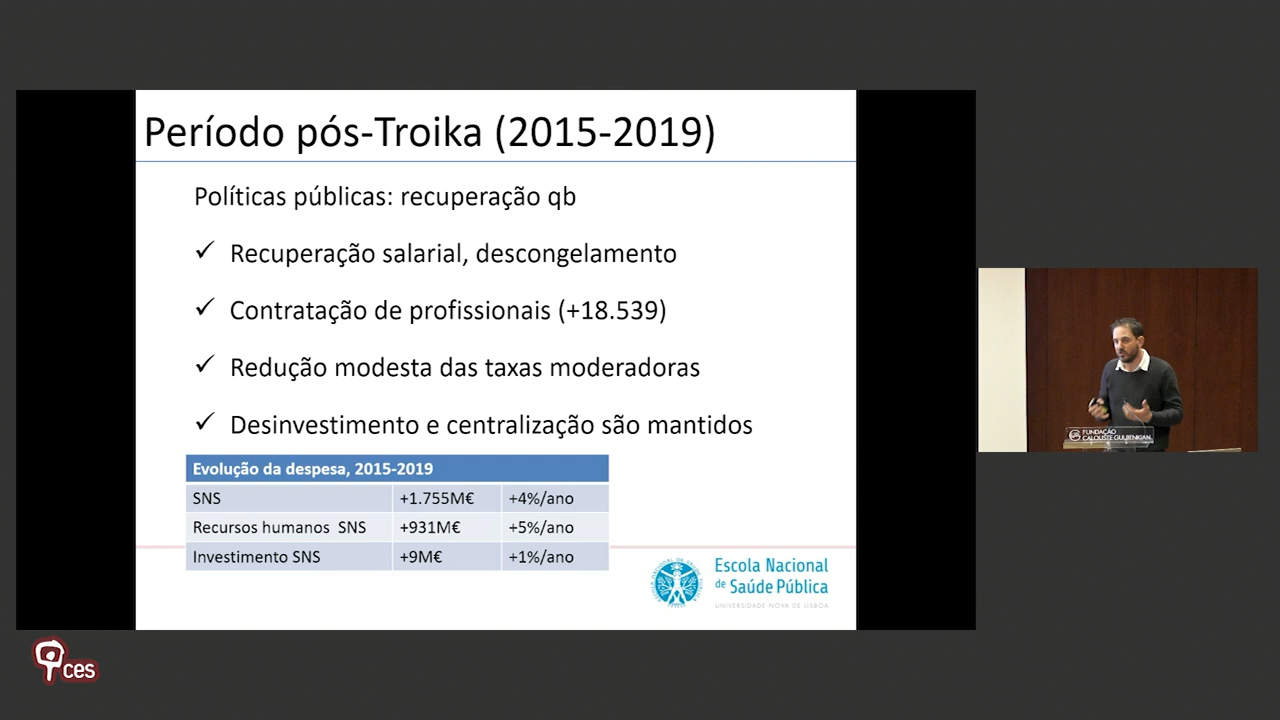 Período pós-Troika (2015-2019)
Políticas públicas: recuperação qb
✓ Recuperação salarial, descongelamento
✓ Contratação de profissionais (+18.539)
✓ Redução modesta das taxas moderadoras
✓ Desinvestimento e centralização são mantidos
Evolução da despesa, 2015-2019
SNS +1.755M€ +4%/ano
Recursos humanos SNS +931M€ +5%/ano
Investimento SNS +9M€ +1%/ano
Escola Nacional
de Saúde Pública
UNIVERSIDADE NOVA DE LISBOA
FUNDAÇÃO
CALOUSTE GULBENKIAN
ces